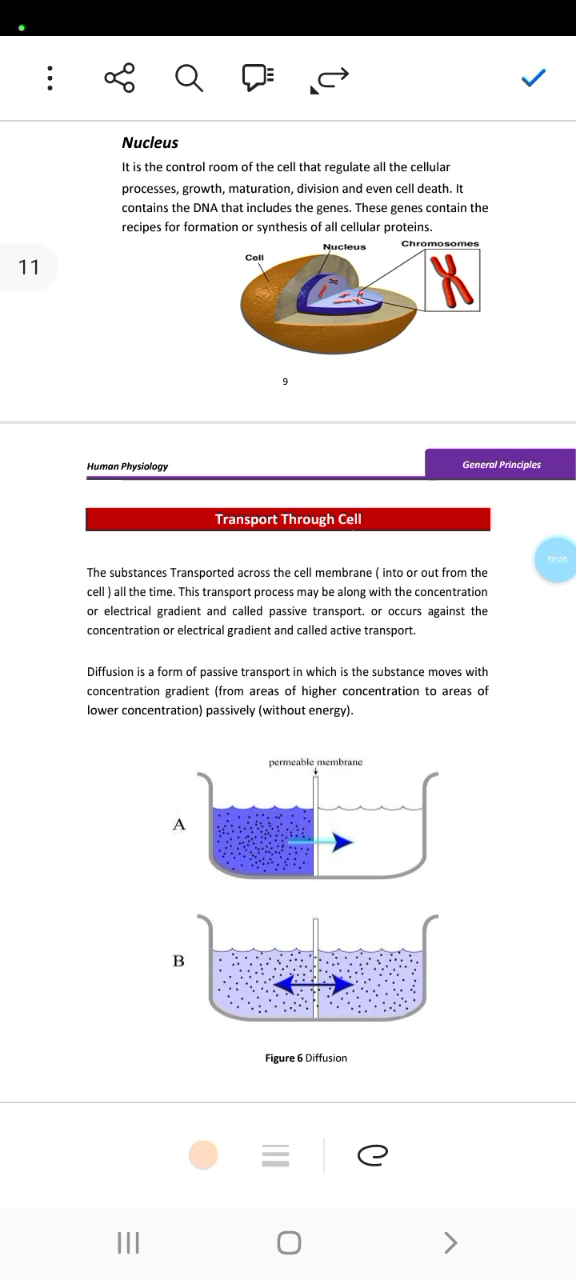 Nucleus
It is the control room of the cell that regulate all the cellular
processes, growth, maturation, division and even cell death. It
contains the DNA that includes the genes. These genes contain the
recipes for formation or synthesis of all cellular proteins.
Cell
Nucleus
Chromosomes
11
9
Human Physiology
General Principles
Transport Through Cell
The substances Transported across the cell membrane ( into or out from the
cell ) all the time. This transport process may be along with the concentration
or electrical gradient and called passive transport. or occurs against the
concentration or electrical gradient and called active transport.
Diffusion is a form of passive transport in which is the substance moves with
concentration gradient (from areas of higher concentration to areas of
lower concentration) passively (without energy).
permeable membrane
A
B
Figure 6 Diffusion